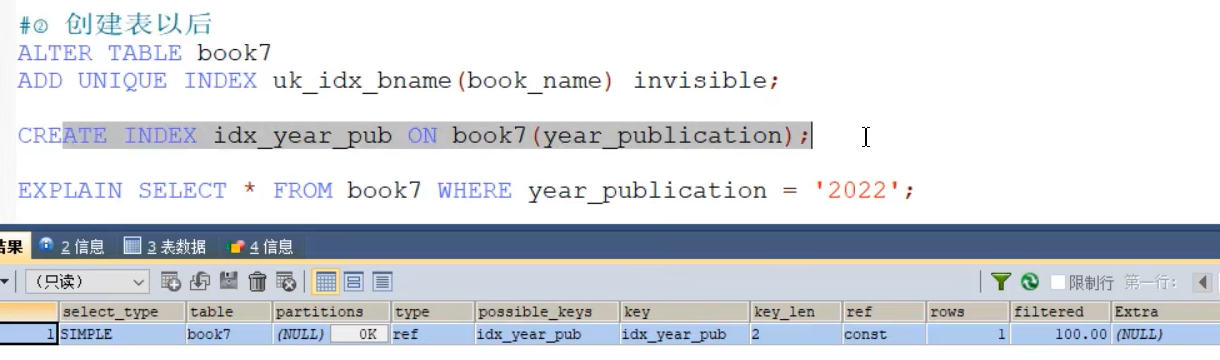 #② 创建表以后
ALTER TABLE book7
ADD UNIQUE INDEX uk_idx_bname(book_name) invisible;
CREATE INDEX idx_year_pub ON book7(year_publication);
EXPLAIN SELECT * FROM book7 WHERE year_publication = '2022';
结果 2 信息 3 表数据 4 信息
(只读) 限制行 第一行:
select_type table partitions type possible_keys key key_len ref rows filtered Extra
1 SIMPLE book7 (NULL) 0K ref idx_year_pub idx_year_pub 2 const 1 100.00 (NULL)